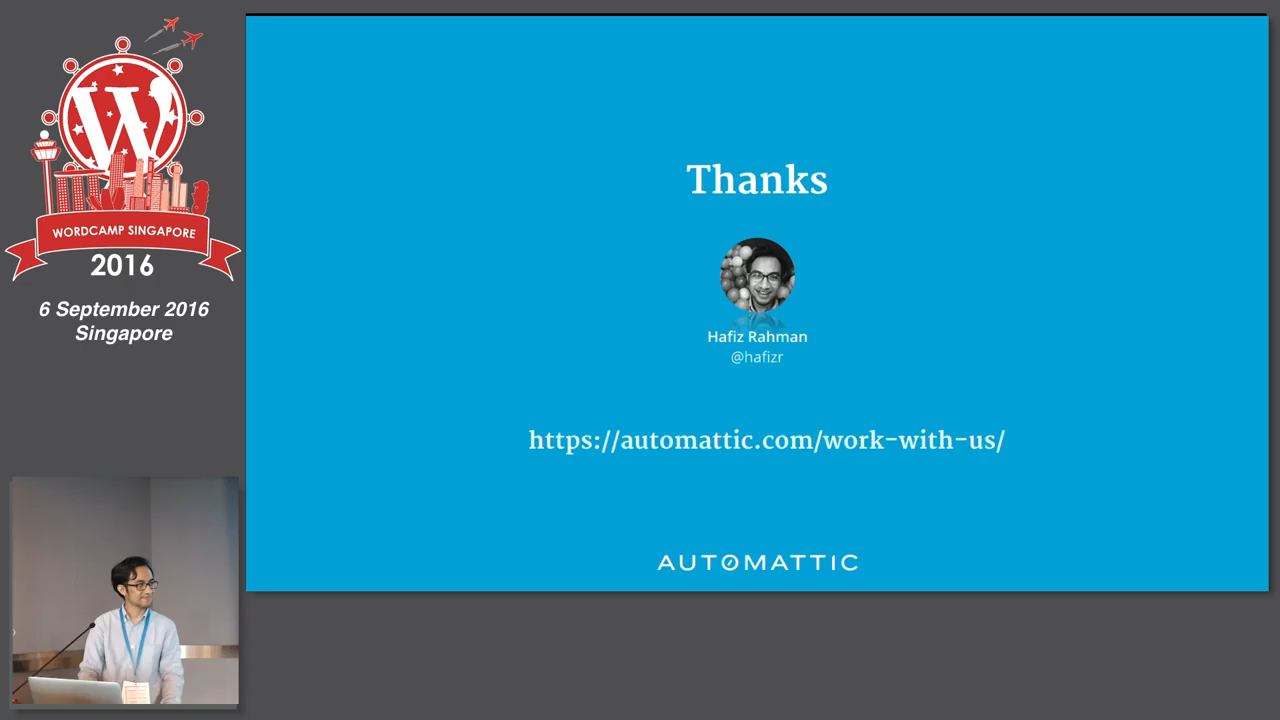 W
WORDCAMP SINGAPORE
2016
6 September 2016
Singapore
Thanks
Hafiz Rahman
@hafizr
https://automattic.com/work-with-us/
AUTOMATTIC